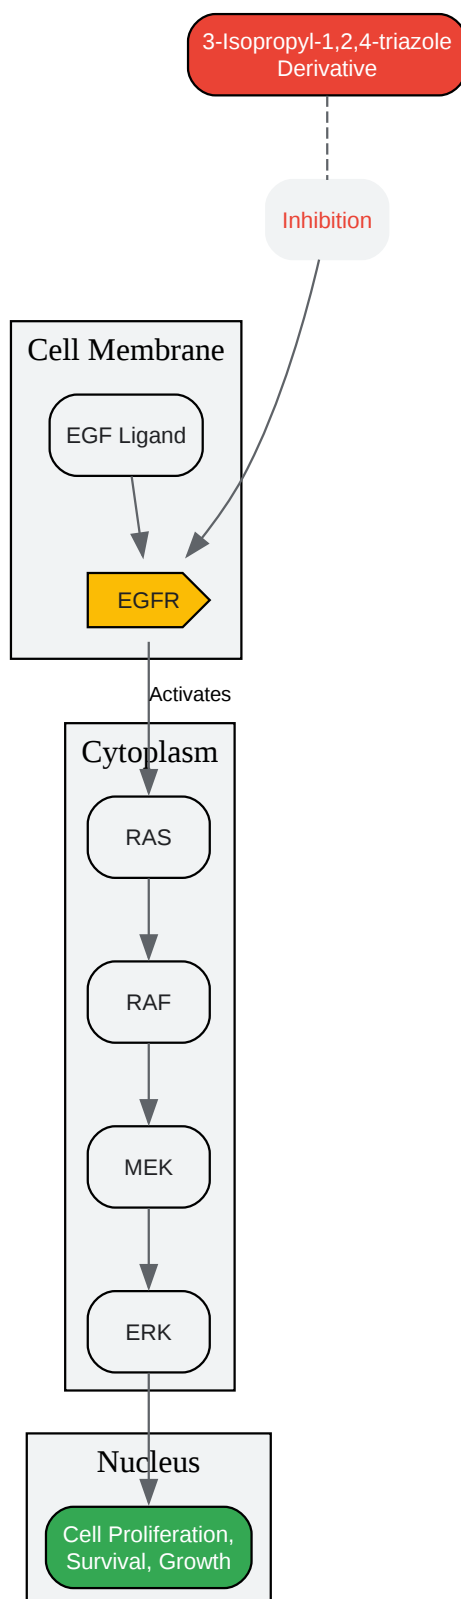 3-Isopropyl-1,2,4-triazole
Derivative
Inhibition
Cell Membrane
EGF Ligand
EGFR
Activates
Cytoplasm
RAS
RAF
MEK
ERK
Nucleus
Cell Proliferation,
Survival, Growth